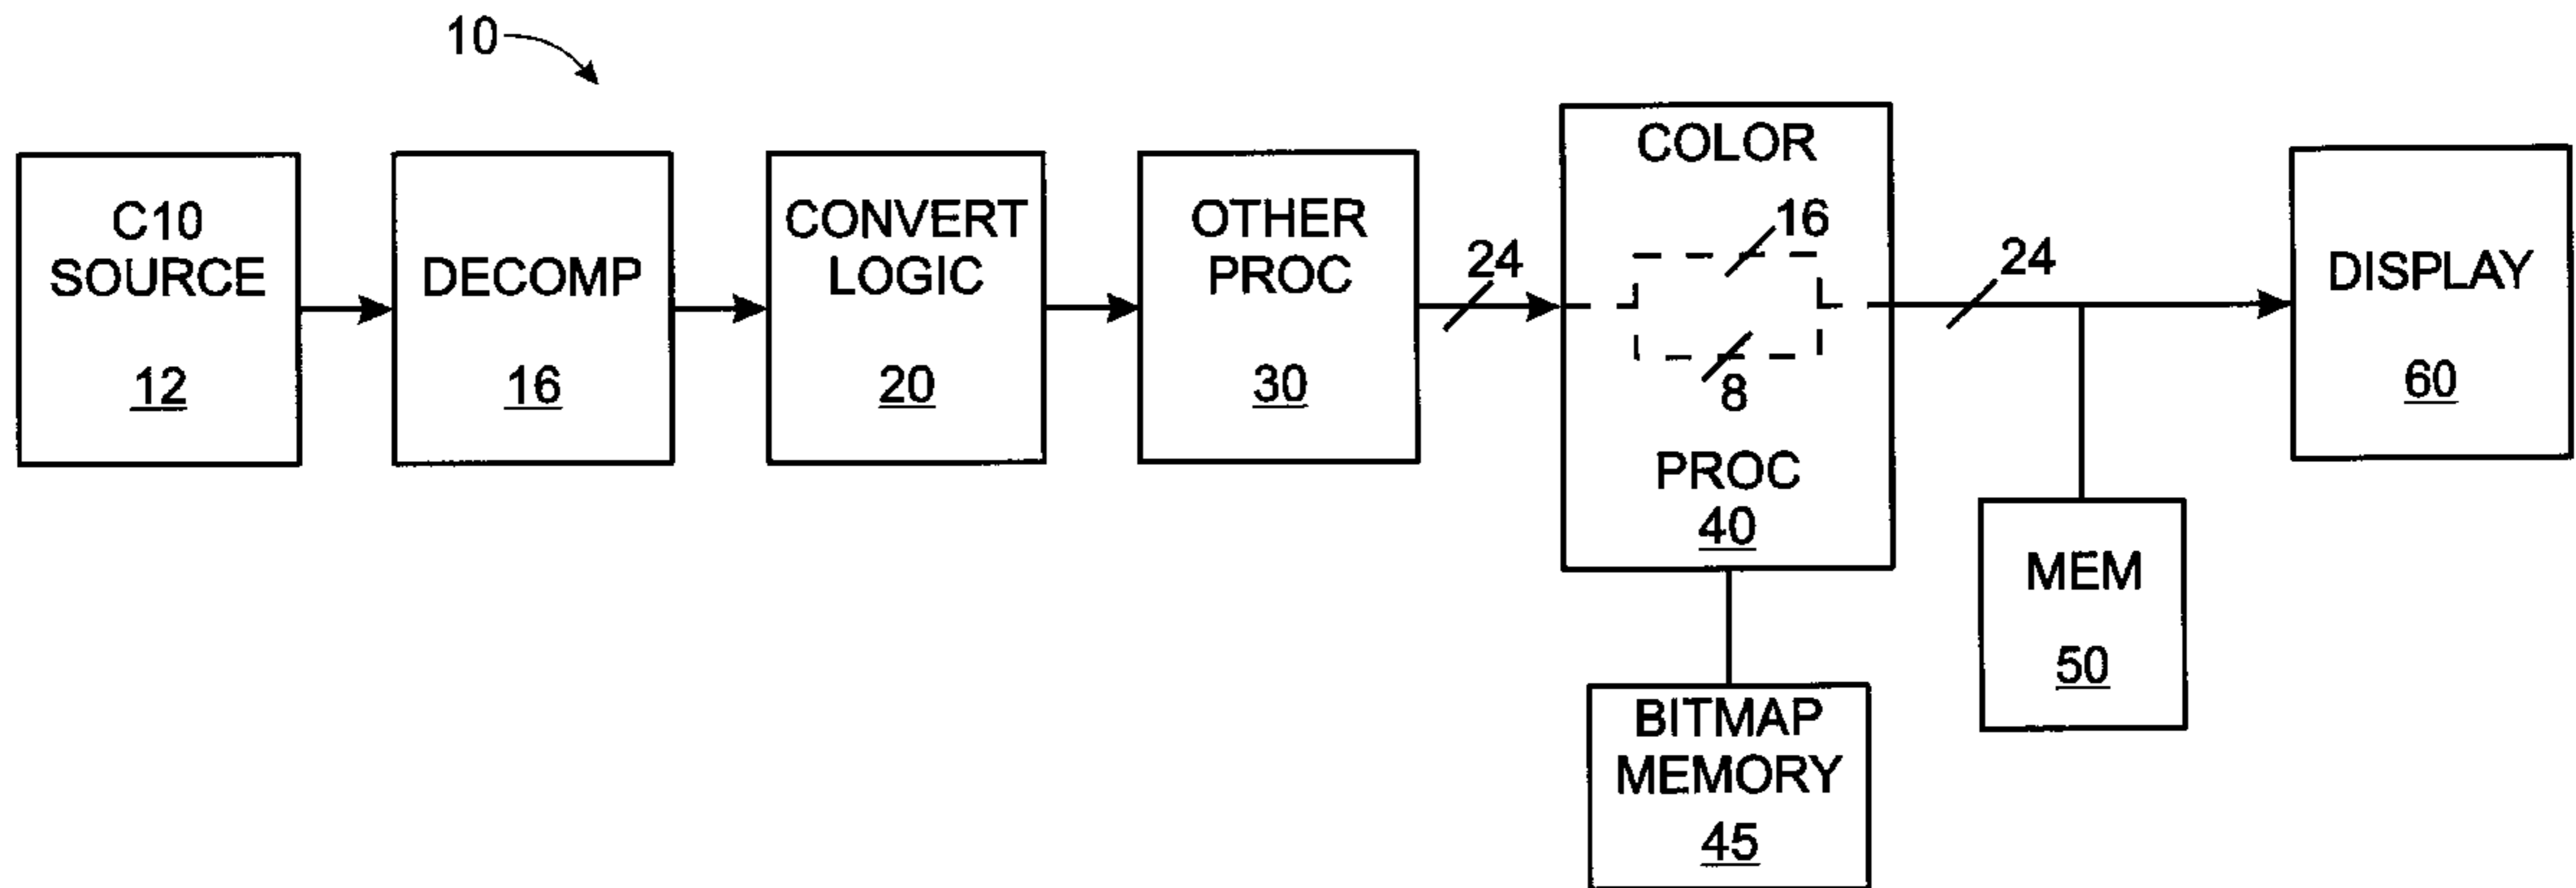 10
C10
SOURCE
12
DECOMP
16
CONVERT
LOGIC
20
OTHER
PROC
30
24
COLOR
16
8
PROC
40
24
DISPLAY
60
MEM
50
BITMAP
MEMORY
45